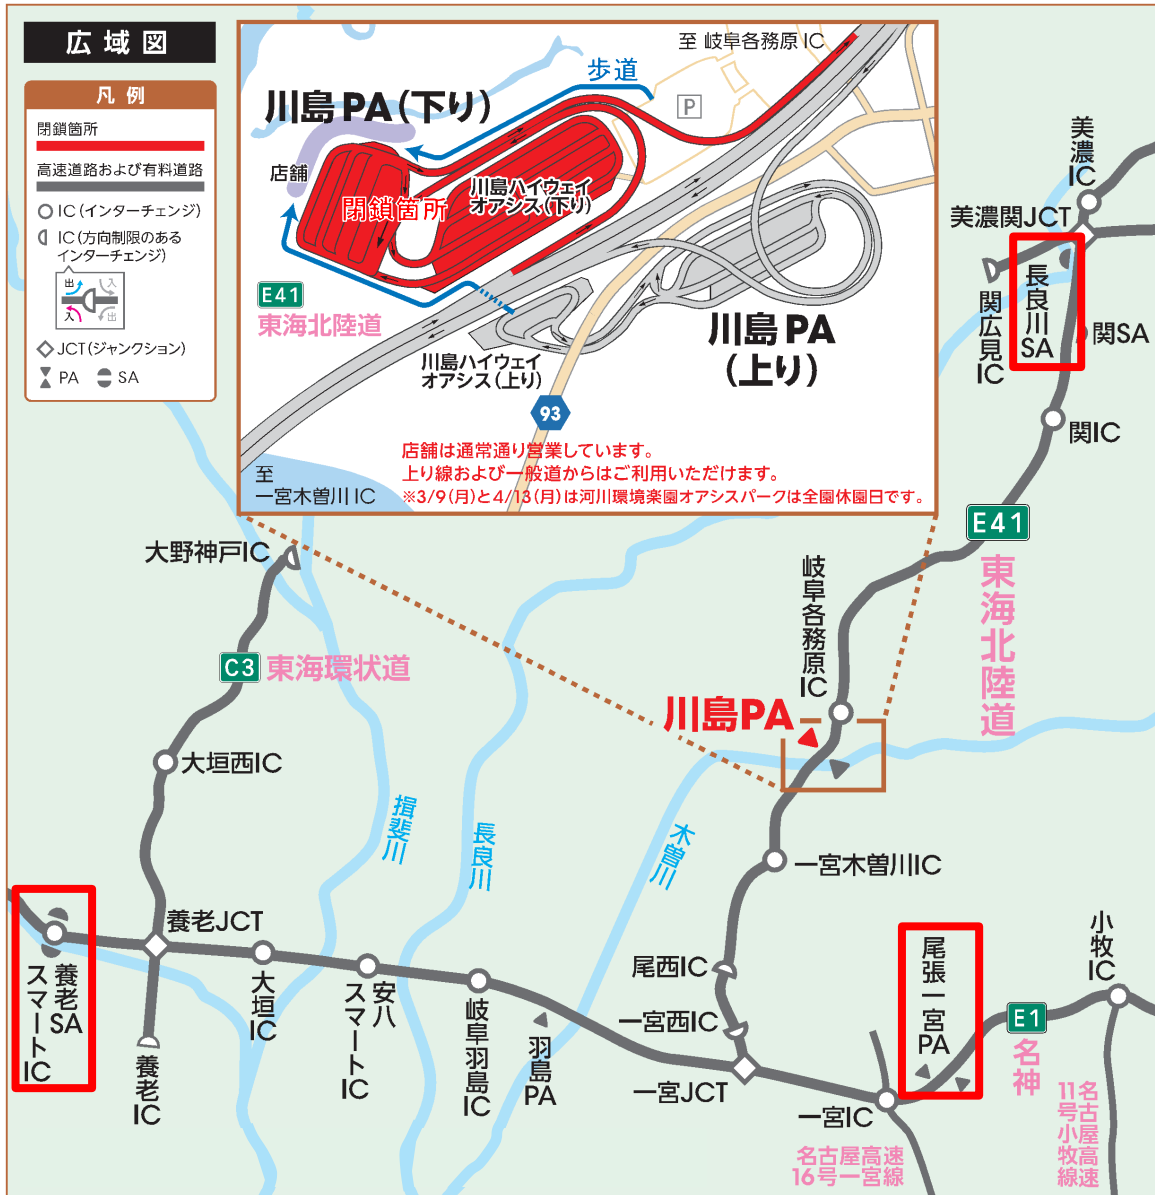 広域図
凡例
閉鎖箇所
高速道路および有料道路
IC(インターチェンジ)
IC(方向制限のある
インターチェンジ)
出
入
入
出
JCT(ジャンクション)
PA
SA
至 岐阜各務原IC
歩道
川島PA(下り)
P
店舗
川島ハイウェイ
オアシス(下り)
閉鎖箇所
E41
東海北陸道
川島PA
(上り)
川島ハイウェイ
オアシス(上り)
93
店舗は通常通り営業しています。
上り線および一般道からはご利用いただけます。
※3/9(月)と4/13(月)は河川環境楽園オアシスパークは全園休園日です。
至
一宮木曽川IC
美濃IC
美濃関JCT
長良川SA
関広見IC
関SA
関IC
E41
東海北陸道
大野神戸IC
岐阜各務原IC
C3
東海環状道
川島PA
大垣西IC
揖斐川
長良川
木曽川
一宮木曽川IC
養老JCT
養老SA
スマートIC
大垣IC
安八
スマートIC
岐阜羽島IC
羽島PA
養老IC
尾西IC
一宮西IC
一宮JCT
尾張一宮PA
小牧IC
E1
名神
一宮IC
名古屋高速
16号一宮線
名古屋高速
11号小牧線